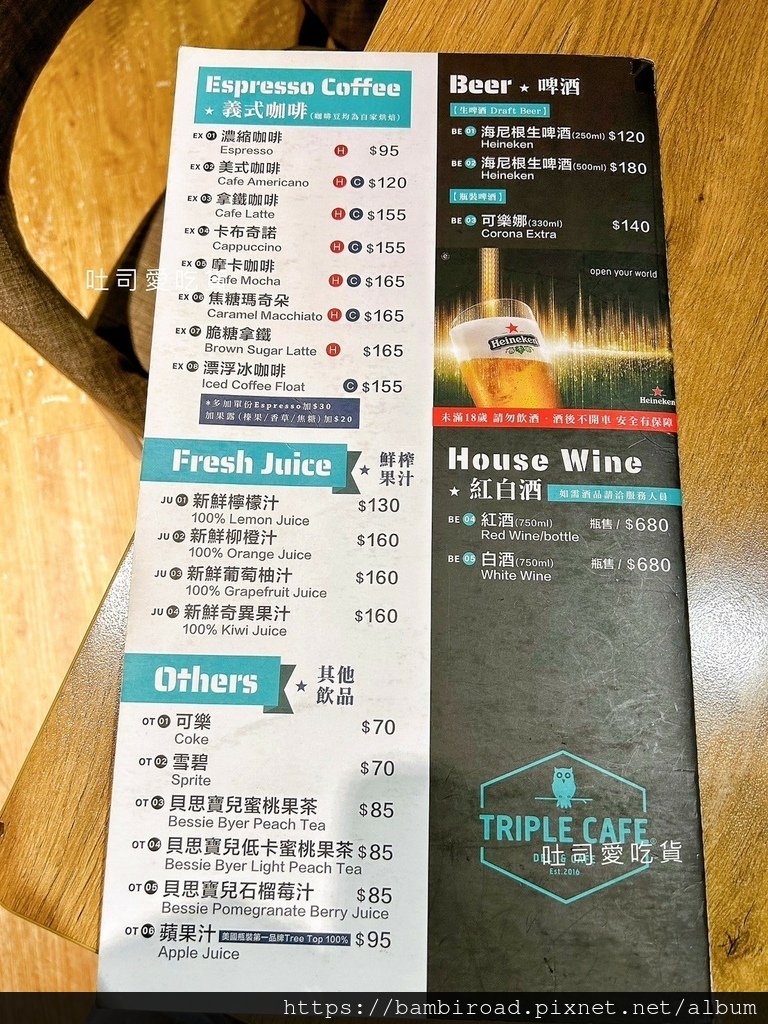 Espresso Coffee
★ 義式咖啡(咖啡豆均為自家烘焙)
EX 01 濃縮咖啡
Espresso H $95
EX 02 美式咖啡
Cafe Americano H C $120
EX 03 拿鐵咖啡
Cafe Latte H C $155
EX 04 卡布奇諾
Cappuccino H C $155
EX 05 摩卡咖啡
Cafe Mocha H C $165
EX 06 焦糖瑪奇朵
Caramel Macchiato H C $165
EX 07 脆糖拿鐵
Brown Sugar Latte H $165
EX 08 漂浮冰咖啡
Iced Coffee Float C $155
*多加單份Espresso加$30
加果露(榛果/香草/焦糖)加$20
Fresh Juice ★ 鮮榨
果汁
JU 01 新鮮檸檬汁 $130
100% Lemon Juice
JU 02 新鮮柳橙汁 $160
100% Orange Juice
JU 03 新鮮葡萄柚汁 $160
100% Grapefruit Juice
JU 04 新鮮奇異果汁 $160
100% Kiwi Juice
Others ★ 其他
飲品
OT 01 可樂 $70
Coke
OT 02 雪碧 $70
Sprite
OT 03 貝思寶兒蜜桃果茶 $85
Bessie Byer Peach Tea
OT 04 貝思寶兒低卡蜜桃果茶 $85
Bessie Byer Light Peach Tea
OT 05 貝思寶兒石榴莓汁 $85
Bessie Pomegranate Berry Juice
OT 06 蘋果汁 美國瓶裝第一品牌Tree Top 100% $95
Apple Juice
Beer ★ 啤酒
【生啤酒 Draft Beer】
BE 01 海尼根生啤酒(250ml) $120
Heineken
BE 02 海尼根生啤酒(500ml) $180
Heineken
【瓶裝啤酒】
BE 03 可樂娜(330ml) $140
Corona Extra
open your world
Heineken
Heineken
未滿18歲 請勿飲酒・酒後不開車 安全有保障
House Wine
★ 紅白酒 如需酒品請洽服務人員
BE 04 紅酒(750ml) 瓶售 / $680
Red Wine/bottle
BE 05 白酒(750ml) 瓶售 / $680
White Wine
TRIPLE CAFE
Est.2016
吐司愛吃貨
吐司愛吃
https://bambiroad.pixnet.net/album